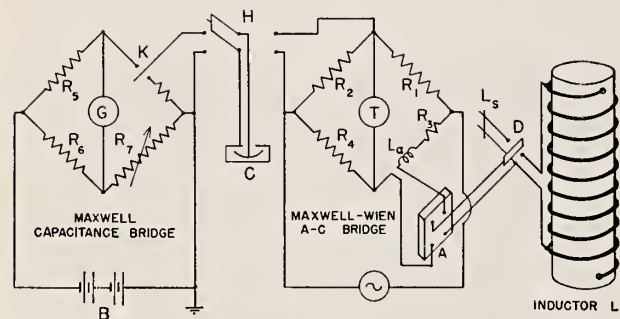 H
K
R5
G
R2
T
R1
R3
LS
D
R6
R7
R4
La
C
A
MAXWELL
CAPACITANCE BRIDGE
MAXWELL-WIEN
A-C BRIDGE
B
INDUCTOR L